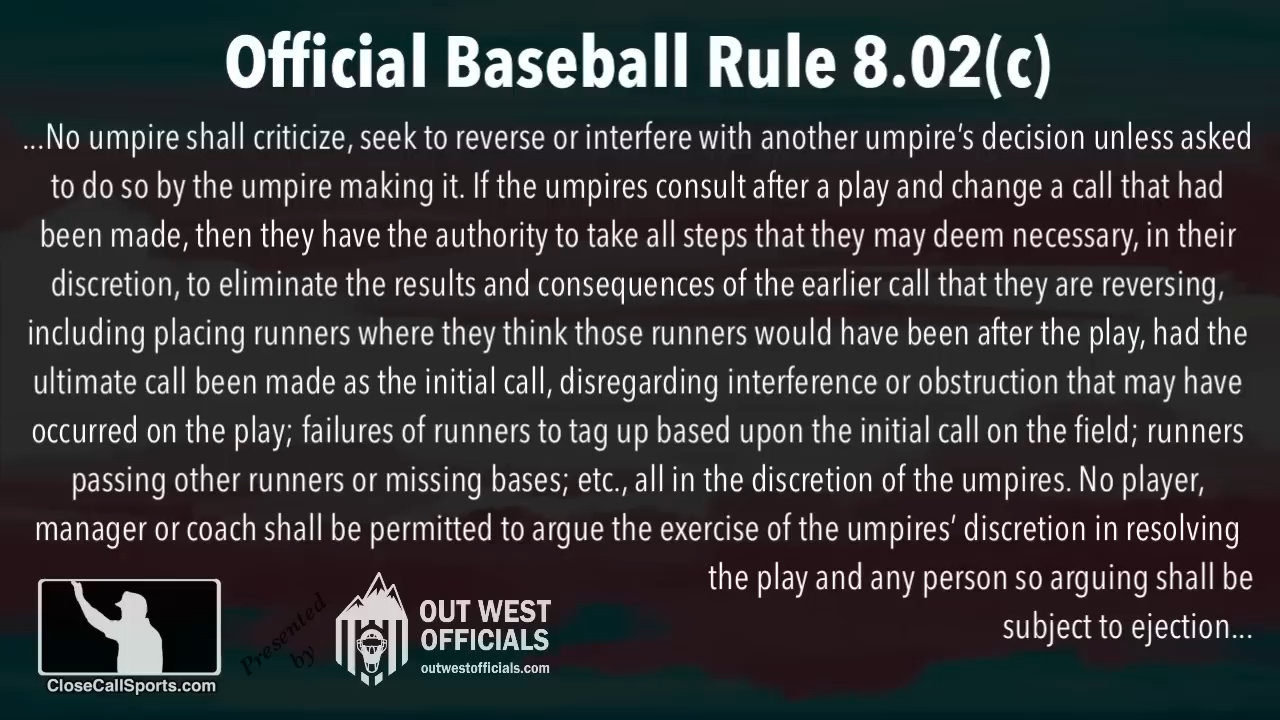 Official Baseball Rule 8.02(c)
...No umpire shall criticize, seek to reverse or interfere with another umpire's decision unless asked
to do so by the umpire making it. If the umpires consult after a play and change a call that had
been made, then they have the authority to take all steps that they may deem necessary, in their
discretion, to eliminate the results and consequences of the earlier call that they are reversing,
including placing runners where they think those runners would have been after the play, had the
ultimate call been made as the initial call, disregarding interference or obstruction that may have
occurred on the play; failures of runners to tag up based upon the initial call on the field; runners
passing other runners or missing bases; etc., all in the discretion of the umpires. No player,
manager or coach shall be permitted to argue the exercise of the umpires' discretion in resolving
the play and any person so arguing shall be
subject to ejection...
CloseCallSports.com
Presented
by
OUT WEST
OFFICIALS
outwestofficials.com